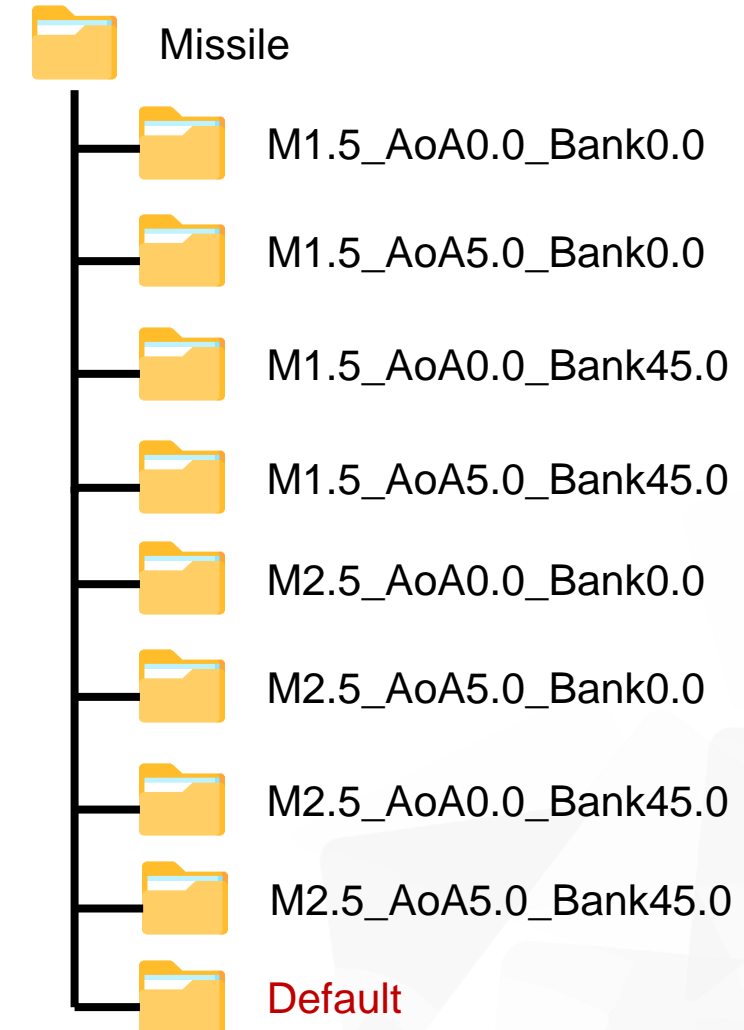 Missile
M1.5_AoA0.0_Bank0.0
M1.5_AoA5.0_Bank0.0
M1.5_AoA0.0_Bank45.0
M1.5_AoA5.0_Bank45.0
M2.5_AoA0.0_Bank0.0
M2.5_AoA5.0_Bank0.0
M2.5_AoA0.0_Bank45.0
M2.5_AoA5.0_Bank45.0
Default